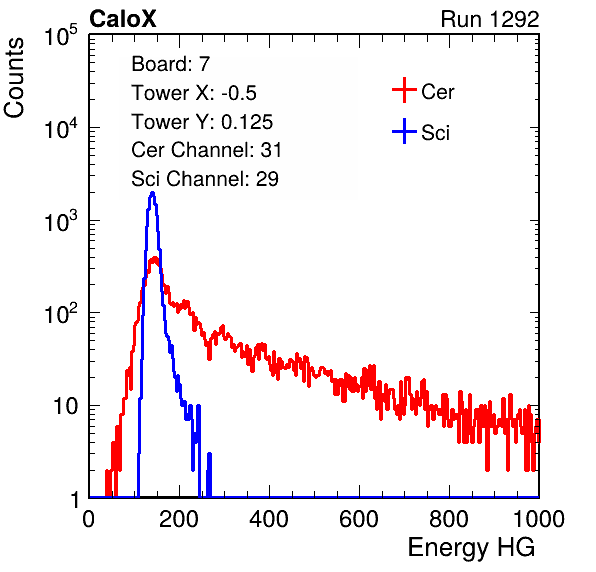 CaloX Run 1292
Counts
10^5
10^4
10^3
10^2
10
1
Board: 7
Tower X: -0.5
Tower Y: 0.125
Cer Channel: 31
Sci Channel: 29
Cer
Sci
0 200 400 600 800 1000
Energy HG